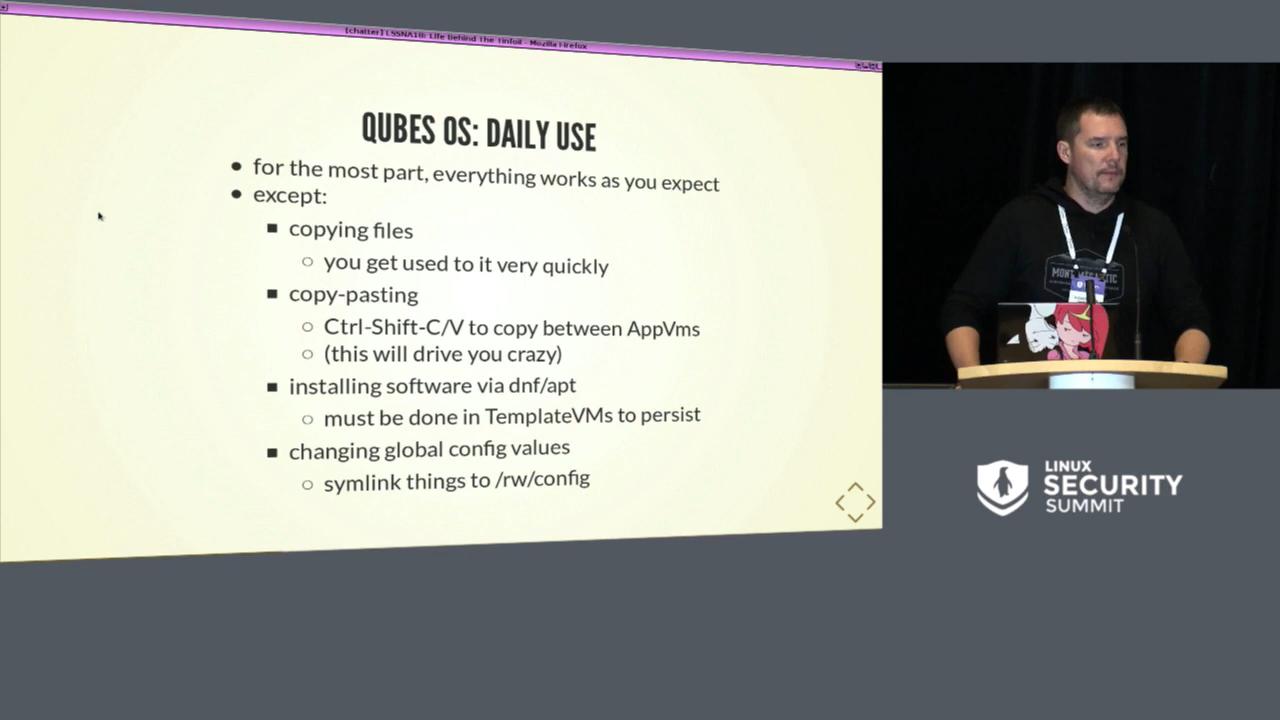 [chatter] LSSNA18: Life Behind The Tinfoil - Mozilla Firefox
QUBES OS: DAILY USE
for the most part, everything works as you expect
except:
copying files
you get used to it very quickly
copy-pasting
Ctrl-Shift-C/V to copy between AppVms
(this will drive you crazy)
installing software via dnf/apt
must be done in TemplateVMs to persist
changing global config values
symlink things to /rw/config
LINUX
SECURITY
SUMMIT